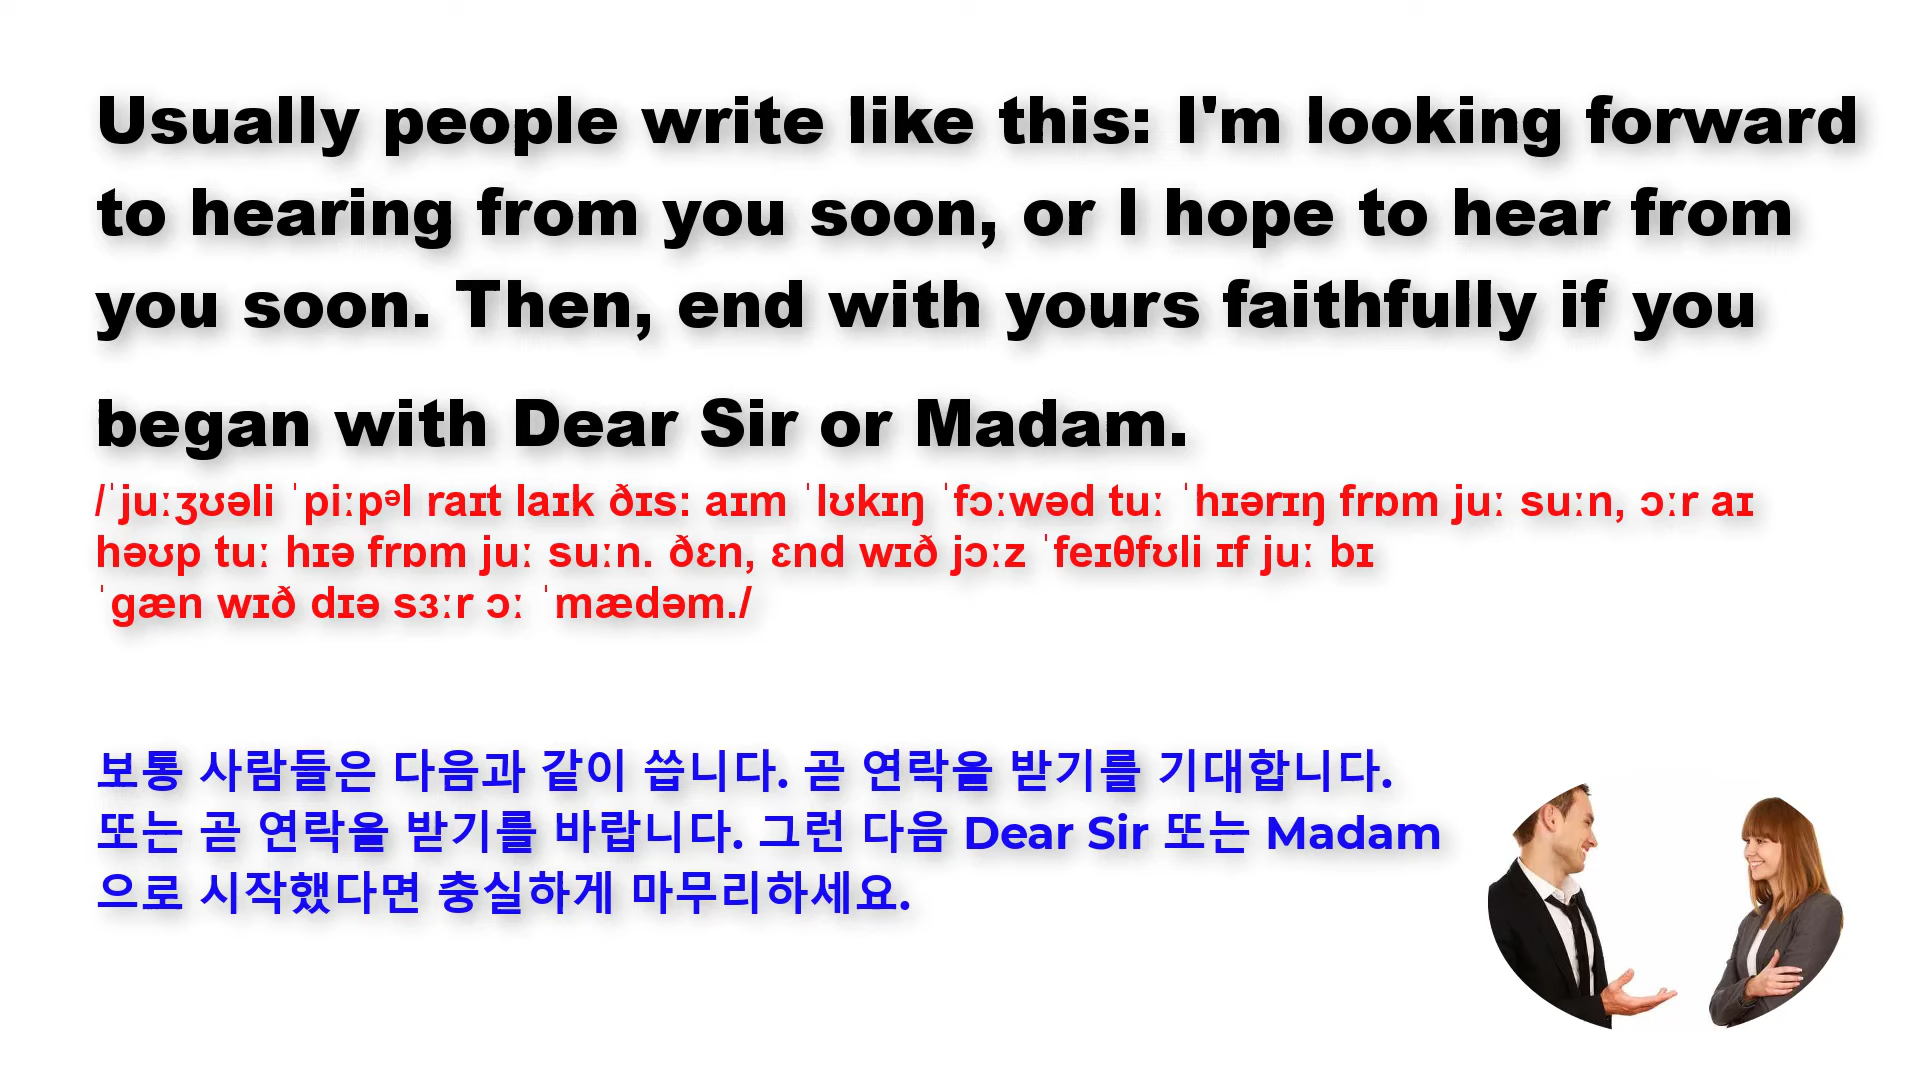 Usually people write like this: I'm looking forward
to hearing from you soon, or I hope to hear from
you soon. Then, end with yours faithfully if you
began with Dear Sir or Madam.
/ˈjuːʒʊəli ˈpiːpᵊl raɪt laɪk ðɪs: aɪm ˈlʊkɪŋ ˈfɔːwəd tuː ˈhɪərɪŋ frɒm juː suːn, ɔːr aɪ
həʊp tuː hɪə frɒm juː suːn. ðɛn, ɛnd wɪð jɔːz ˈfeɪθfʊli ɪf juː bɪ
ˈgæn wɪð dɪə sɜːr ɔː ˈmædəm./
보통 사람들은 다음과 같이 씁니다. 곧 연락을 받기를 기대합니다.
또는 곧 연락을 받기를 바랍니다. 그런 다음 Dear Sir 또는 Madam
으로 시작했다면 충실하게 마무리하세요.